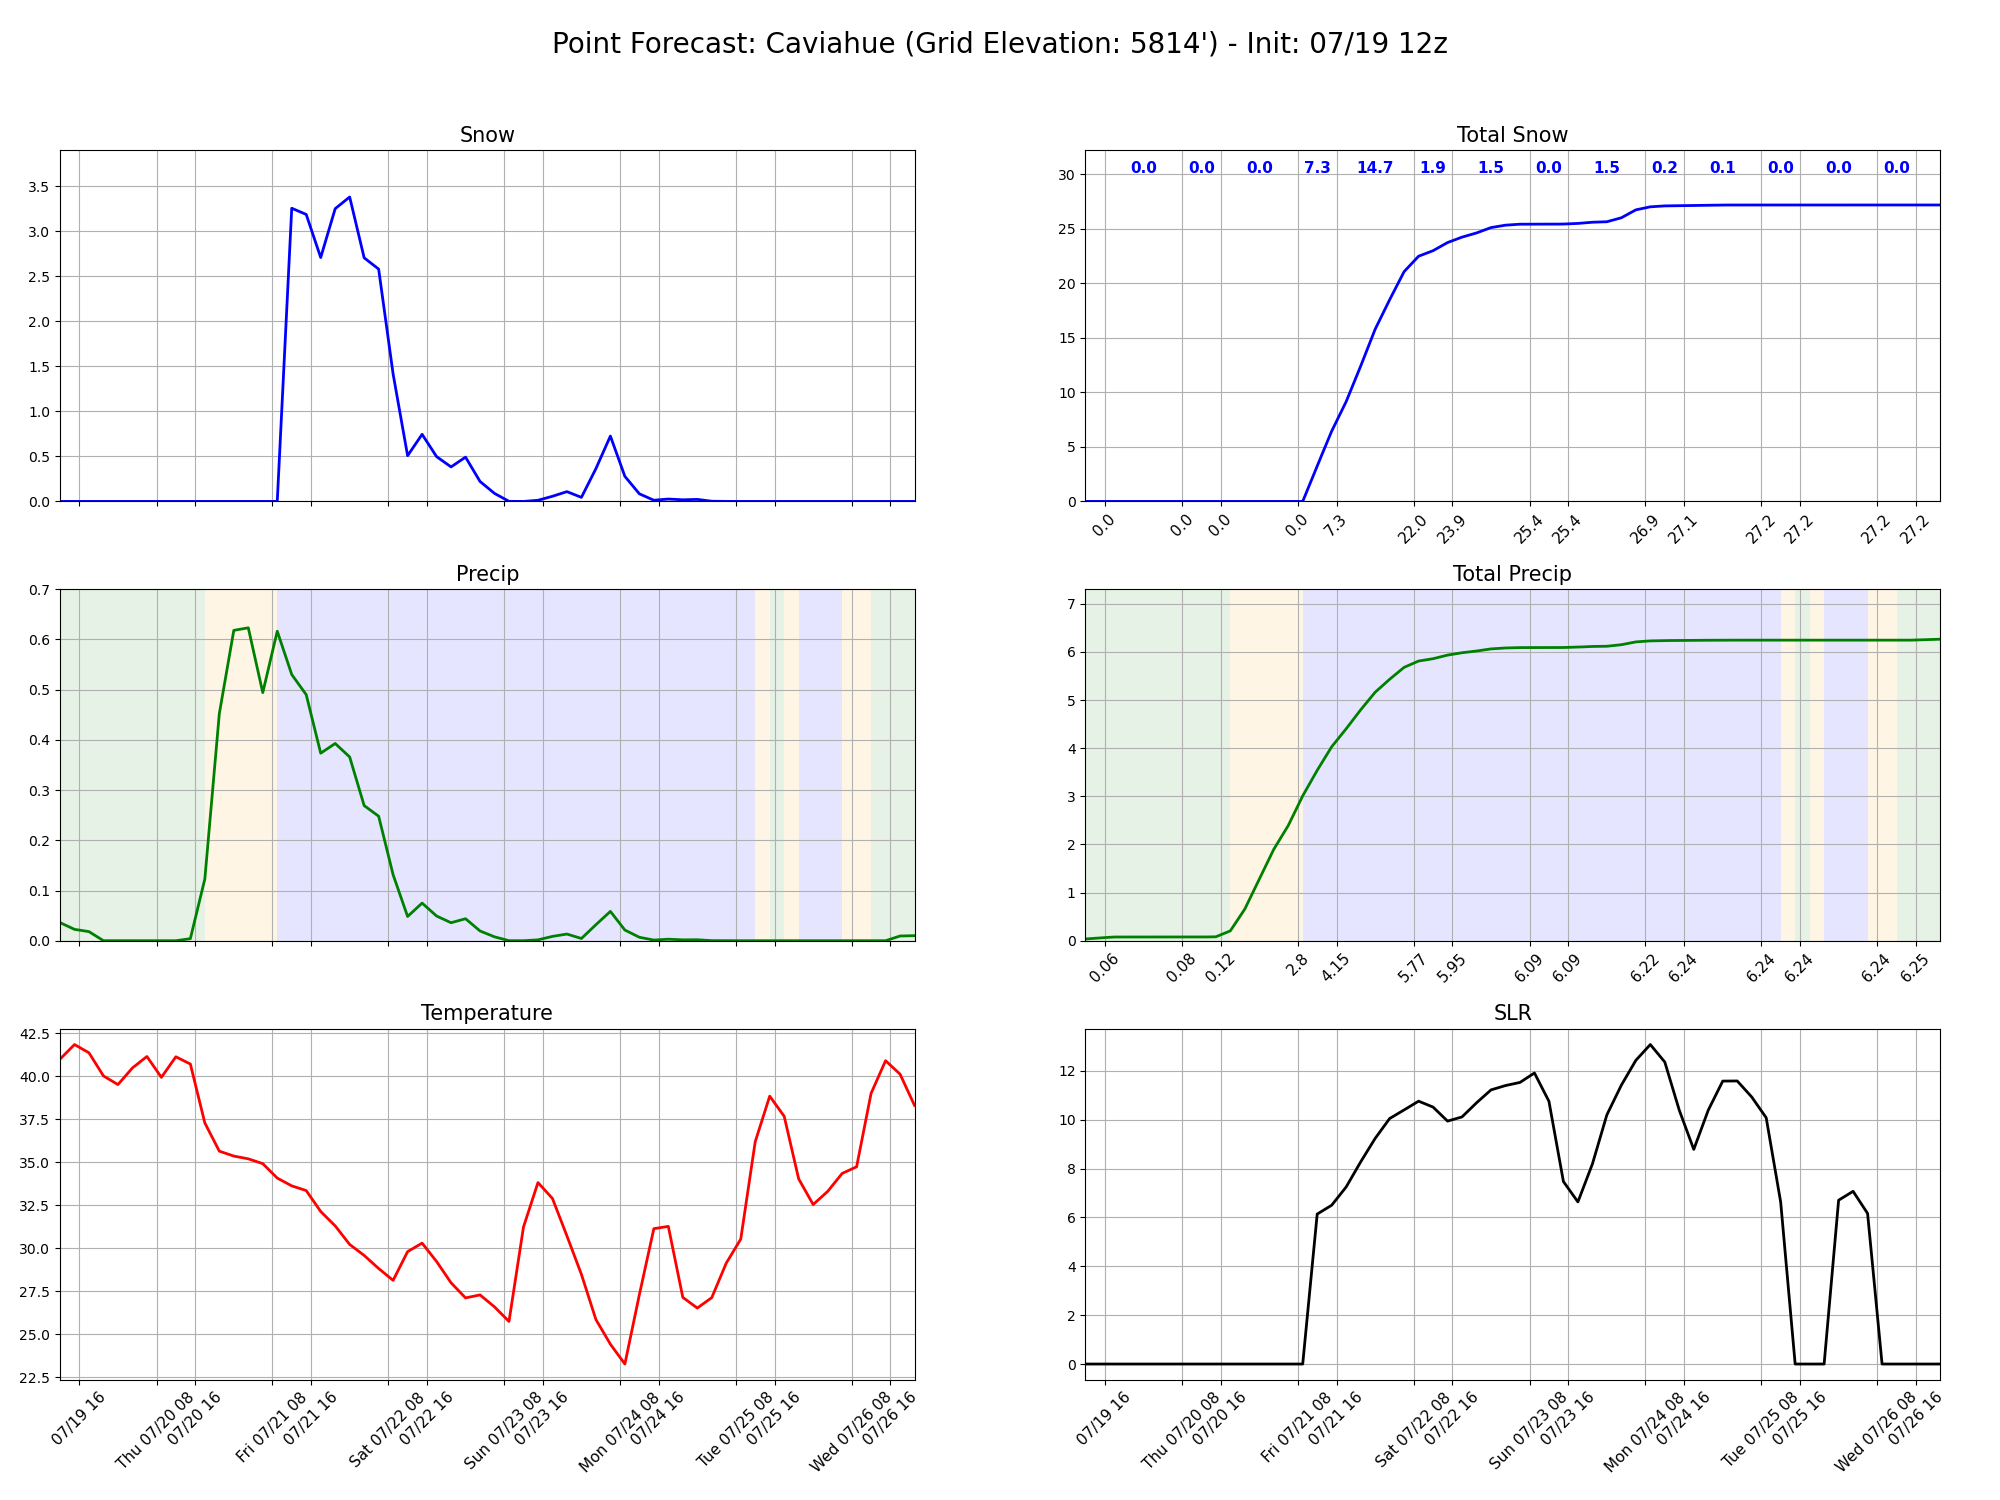 Point Forecast: Caviahue (Grid Elevation: 5814') - Init: 07/19 12z
Snow
3.5
3.0
2.5
2.0
1.5
1.0
0.5
0.0
Total Snow
0.0 0.0 0.0 7.3 14.7 1.9 1.5 0.0 1.5 0.2 0.1 0.0 0.0 0.0
30
25
20
15
10
5
0
0.0 0.0 0.0 0.0 7.3 22.0 23.9 25.4 25.4 26.9 27.1 27.2 27.2 27.2 27.2
Precip
0.7
0.6
0.5
0.4
0.3
0.2
0.1
0.0
Total Precip
7
6
5
4
3
2
1
0
0.06 0.08 0.12 2.8 4.15 5.77 5.95 6.09 6.09 6.22 6.24 6.24 6.24 6.24 6.25
Temperature
42.5
40.0
37.5
35.0
32.5
30.0
27.5
25.0
22.5
07/19 16
Thu 07/20 08
07/20 16
Fri 07/21 08
07/21 16
Sat 07/22 08
07/22 16
Sun 07/23 08
07/23 16
Mon 07/24 08
07/24 16
Tue 07/25 08
07/25 16
Wed 07/26 08
07/26 16
SLR
12
10
8
6
4
2
0
07/19 16
Thu 07/20 08
07/20 16
Fri 07/21 08
07/21 16
Sat 07/22 08
07/22 16
Sun 07/23 08
07/23 16
Mon 07/24 08
07/24 16
Tue 07/25 08
07/25 16
Wed 07/26 08
07/26 16